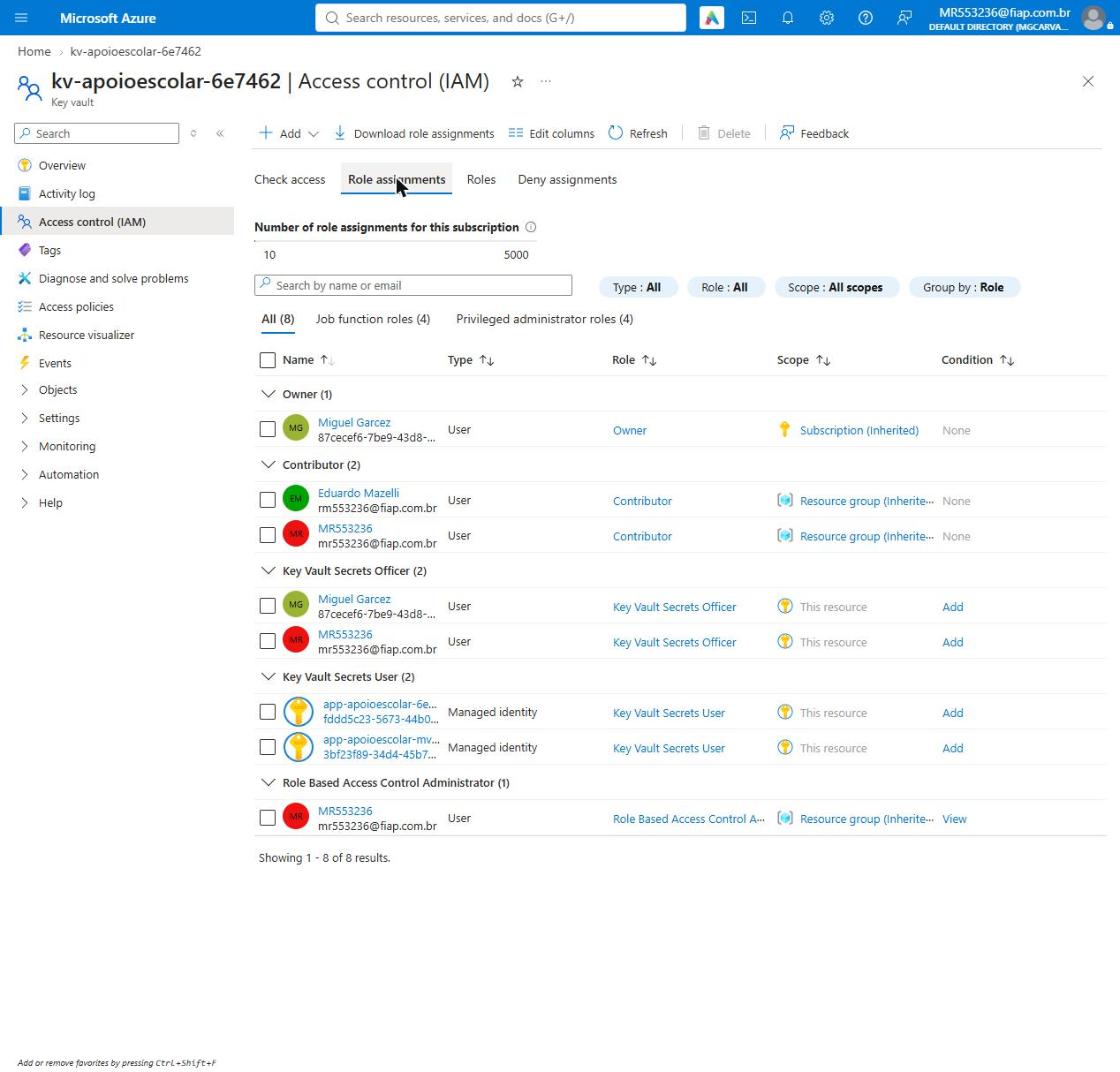 Microsoft Azure
Search resources, services, and docs (G+/)
MR553236@fiap.com.br
DEFAULT DIRECTORY (MGCARVA...
Home › kv-apoioescolar-6e7462
kv-apoioescolar-6e7462 | Access control (IAM)
Key vault
Search
Overview
Activity log
Access control (IAM)
Tags
Diagnose and solve problems
Access policies
Resource visualizer
Events
Objects
Settings
Monitoring
Automation
Help
Add Download role assignments Edit columns Refresh Delete Feedback
Check access Role assignments Roles Deny assignments
Number of role assignments for this subscription
10 5000
Search by name or email
Type : All Role : All Scope : All scopes Group by : Role
All (8) Job function roles (4) Privileged administrator roles (4)
Name Type Role Scope Condition
Owner (1)
MG Miguel Garcez User Owner Subscription (Inherited) None
87cecef6-7be9-43d8-...
Contributor (2)
EM Eduardo Mazelli User Contributor Resource group (Inherite... None
rm553236@fiap.com.br
MR MR553236 User Contributor Resource group (Inherite... None
mr553236@fiap.com.br
Key Vault Secrets Officer (2)
MG Miguel Garcez User Key Vault Secrets Officer This resource Add
87cecef6-7be9-43d8-...
MR MR553236 User Key Vault Secrets Officer This resource Add
mr553236@fiap.com.br
Key Vault Secrets User (2)
app-apoioescolar-6e... Managed identity Key Vault Secrets User This resource Add
fddd5c23-5673-44b0...
app-apoioescolar-mv... Managed identity Key Vault Secrets User This resource Add
3bf23f89-34d4-45b7...
Role Based Access Control Administrator (1)
MR MR553236 User Role Based Access Control A... Resource group (Inherite... View
mr553236@fiap.com.br
Showing 1 - 8 of 8 results.
Add or remove favorites by pressing Ctrl+Shift+F